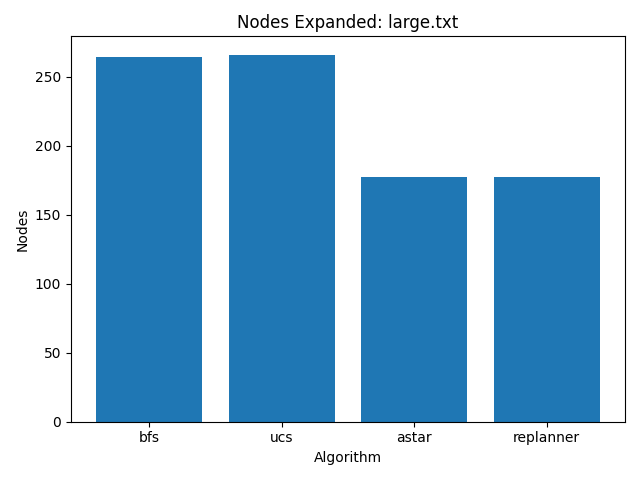 Nodes Expanded: large.txt
250
200
150
100
50
0
Nodes
bfs ucs astar replanner
Algorithm